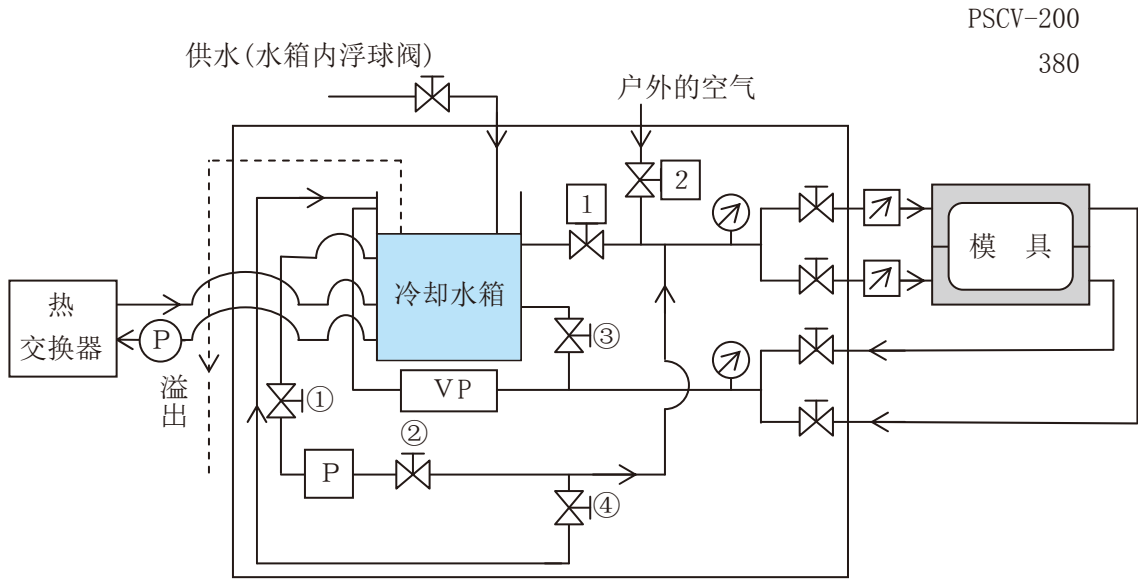 PSCV-200
380
供水(水箱内浮球阀)
户外的空气
2
1
模 具
冷却水箱
热
交换器
P
③
溢出
VP
①
②
P
④